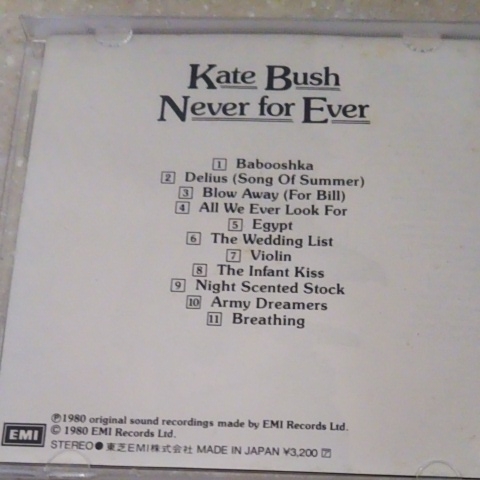 Kate Bush
Never for Ever
1 Babooshka
2 Delius (Song Of Summer)
3 Blow Away (For Bill)
4 All We Ever Look For
5 Egypt
6 The Wedding List
7 Violin
8 The Infant Kiss
9 Night Scented Stock
10 Army Dreamers
11 Breathing
℗1980 original sound recordings made by EMI Records Ltd.
© 1980 EMI Records Ltd.
EMI
STEREO● 東芝EMI株式会社 MADE IN JAPAN ¥3,200